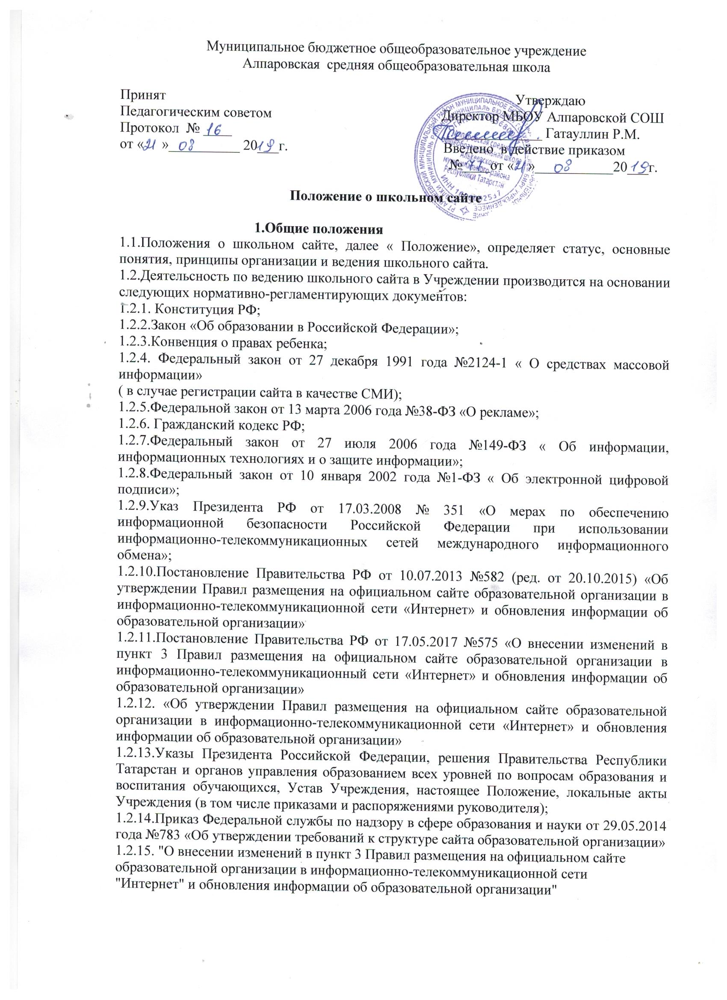 Муниципальное бюджетное общеобразовательное учреждение
Алпаровская средняя общеобразовательная школа
Принят
Педагогическим советом
Протокол № 16
от «21 »__________ 08 2019 г.
Утверждаю
Директор МБОУ Алпаровской СОШ
Гатауллин Р.М.
Введено в действие приказом
№ 77 от «21»__________ 08 2019г.
Алпаровская средняя
общеобразовательная школа
Алькеевского
муниципального района
Республики Татарстан
Положение о школьном сайте
1.Общие положения
1.1.Положения о школьном сайте, далее « Положение», определяет статус, основные
понятия, принципы организации и ведения школьного сайта.
1.2.Деятельсность по ведению школьного сайта в Учреждении производится на основании
следующих нормативно-регламентирующих документов:
1.2.1. Конституция РФ;
1.2.2.Закон «Об образовании в Российской Федерации»;
1.2.3.Конвенция о правах ребенка;
1.2.4. Федеральный закон от 27 декабря 1991 года №2124-1 « О средствах массовой
информации»
( в случае регистрации сайта в качестве СМИ);
1.2.5.Федеральной закон от 13 марта 2006 года №38-ФЗ «О рекламе»;
1.2.6. Гражданский кодекс РФ;
1.2.7.Федеральный закон от 27 июля 2006 года №149-ФЗ « Об информации,
информационных технологиях и о защите информации»;
1.2.8.Федеральный закон от 10 января 2002 года №1-ФЗ « Об электронной цифровой
подписи»;
1.2.9.Указ Президента РФ от 17.03.2008 № 351 «О мерах по обеспечению
информационной безопасности Российской Федерации при использовании
информационно-телекоммуникационных сетей международного информационного
обмена»;
1.2.10.Постановление Правительства РФ от 10.07.2013 №582 (ред. от 20.10.2015) «Об
утверждении Правил размещения на официальном сайте образовательной организации в
информационно-телекоммуникационной сети «Интернет» и обновления информации об
образовательной организации»
1.2.11.Постановление Правительства РФ от 17.05.2017 №575 «О внесении изменений в
пункт 3 Правил размещения на официальном сайте образовательной организации в
информационно-телекоммуникационный сети «Интернет» и обновления информации об
образовательной организации»
1.2.12. «Об утверждении Правил размещения на официальном сайте образовательной
организации в информационно-телекоммуникационной сети «Интернет» и обновления
информации об образовательной организации»
1.2.13.Указы Президента Российской Федерации, решения Правительства Республики
Татарстан и органов управления образованием всех уровней по вопросам образования и
воспитания обучающихся, Устав Учреждения, настоящее Положение, локальные акты
Учреждения (в том числе приказами и распоряжениями руководителя);
1.2.14.Приказ Федеральной службы по надзору в сфере образования и науки от 29.05.2014
года №783 «Об утверждении требований к структуре сайта образовательной организации»
1.2.15. "О внесении изменений в пункт 3 Правил размещения на официальном сайте
образовательной организации в информационно-телекоммуникационной сети
"Интернет" и обновления информации об образовательной организации"